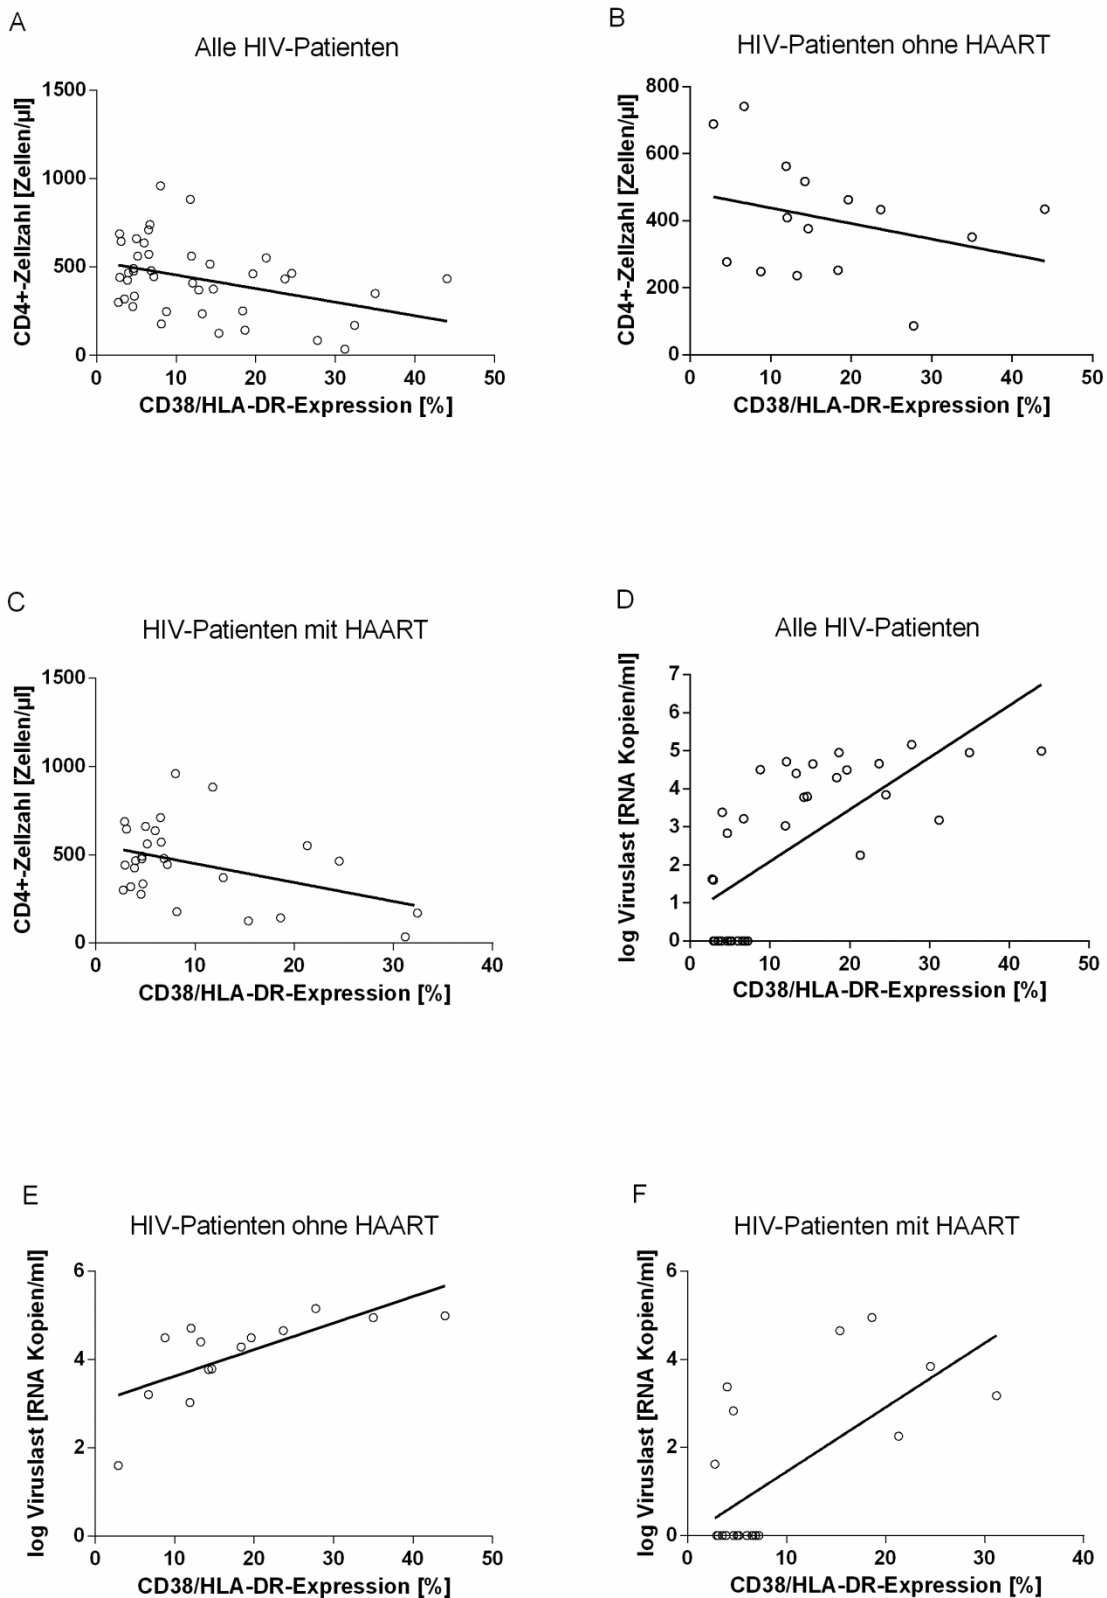 A
Alle HIV-Patienten
CD4+-Zellzahl [Zellen/µl]
1500
1000
500
0
0 10 20 30 40 50
CD38/HLA-DR-Expression [%]
B
HIV-Patienten ohne HAART
CD4+-Zellzahl [Zellen/µl]
800
600
400
200
0
0 10 20 30 40 50
CD38/HLA-DR-Expression [%]
C
HIV-Patienten mit HAART
CD4+-Zellzahl [Zellen/µl]
1500
1000
500
0
0 10 20 30 40
CD38/HLA-DR-Expression [%]
D
Alle HIV-Patienten
log Viruslast [RNA Kopien/ml]
7
6
5
4
3
2
1
0
0 10 20 30 40 50
CD38/HLA-DR-Expression [%]
E
HIV-Patienten ohne HAART
log Viruslast [RNA Kopien/ml]
6
4
2
0
0 10 20 30 40 50
CD38/HLA-DR-Expression [%]
F
HIV-Patienten mit HAART
log Viruslast [RNA Kopien/ml]
6
4
2
0
0 10 20 30 40
CD38/HLA-DR-Expression [%]